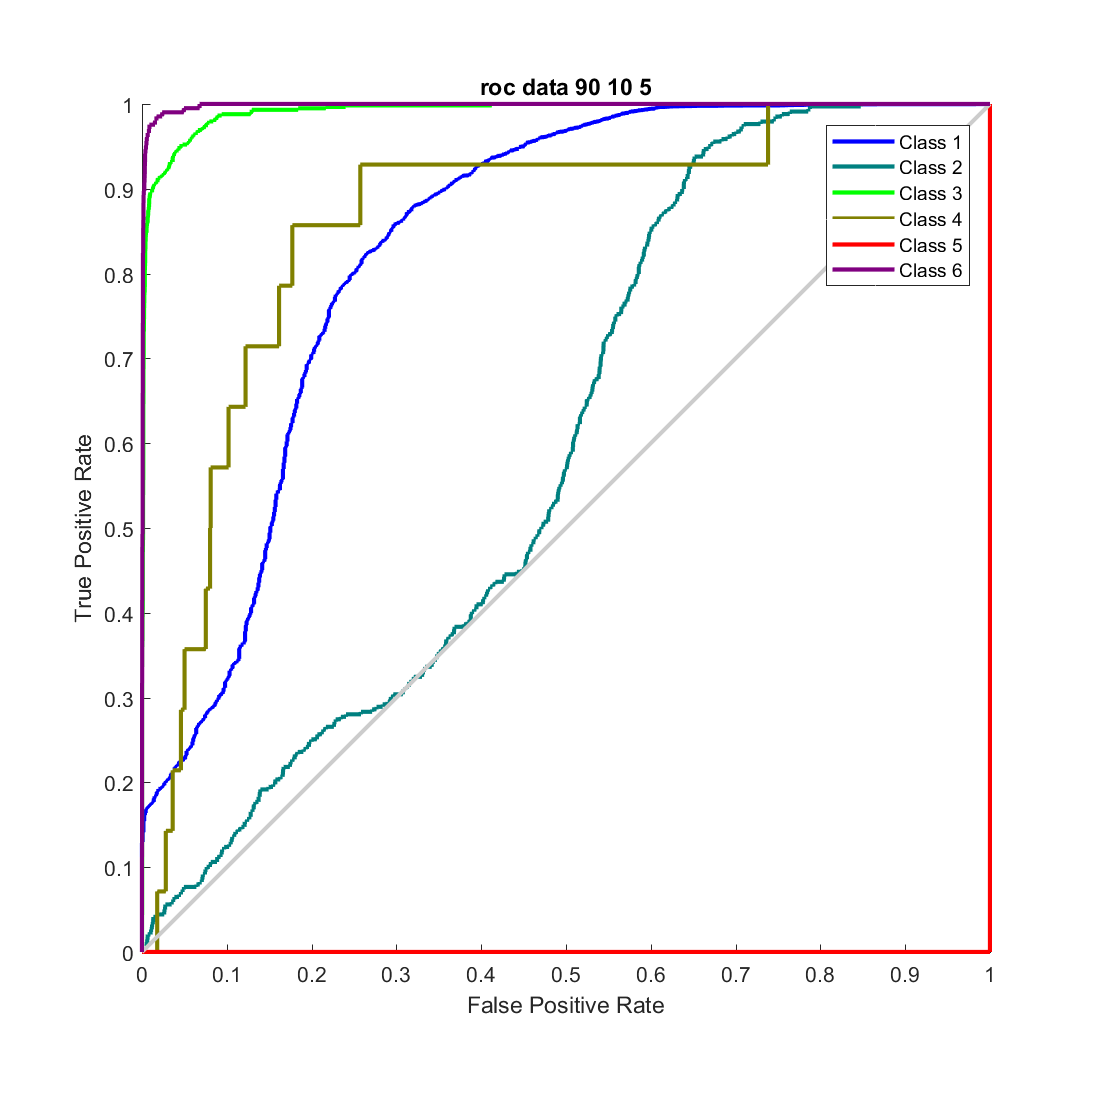 roc data 90 10 5
1
0.9
0.8
0.7
0.6
0.5
0.4
0.3
0.2
0.1
0
True Positive Rate
Class 1
Class 2
Class 3
Class 4
Class 5
Class 6
0 0.1 0.2 0.3 0.4 0.5 0.6 0.7 0.8 0.9 1
False Positive Rate